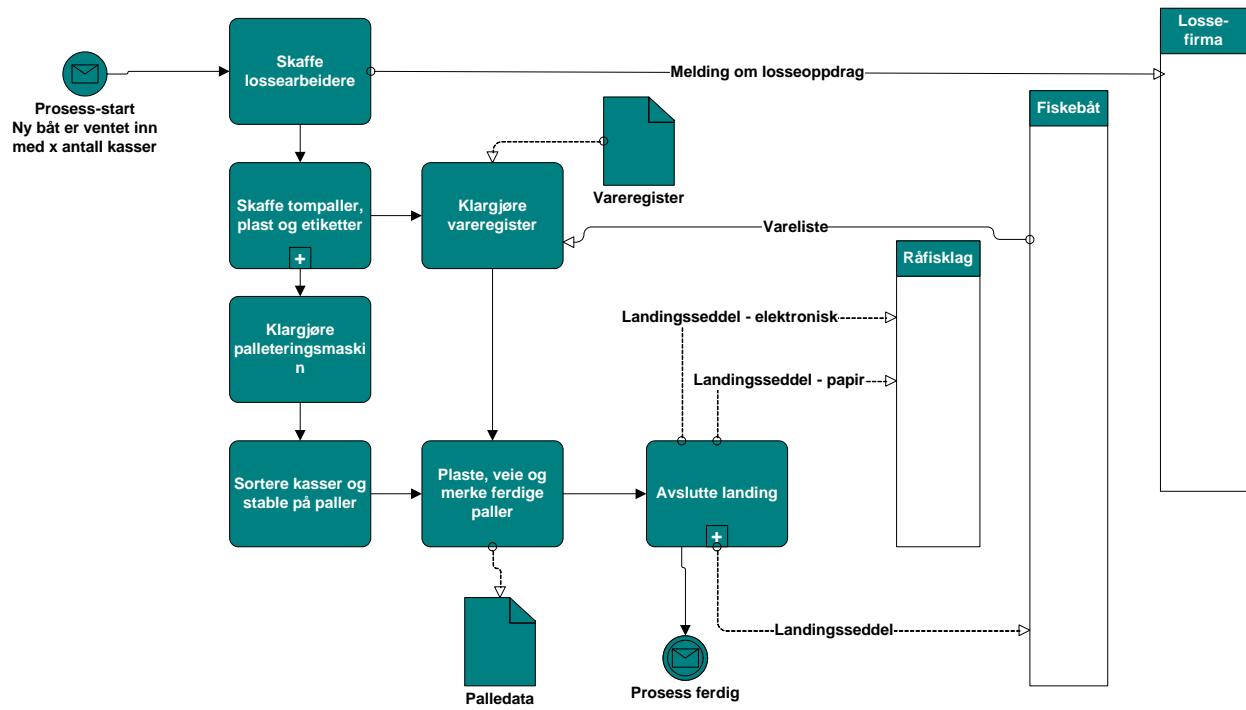 Losse-
firma
Skaffe
lossearbeidere
Melding om losseoppdrag
Prosess-start
Ny båt er ventet inn
med x antall kasser
Fiskebåt
Vareregister
Skaffe tompaller,
plast og etiketter
+
Klargjøre
vareregister
Vareliste
Råfisklag
Klargjøre
palleteringsmaski
n
Landingsseddel - elektronisk
Landingsseddel - papir
Sortere kasser og
stable på paller
Plaste, veie og
merke ferdige
paller
Avslutte landing
+
Landingsseddel
Palledata
Prosess ferdig